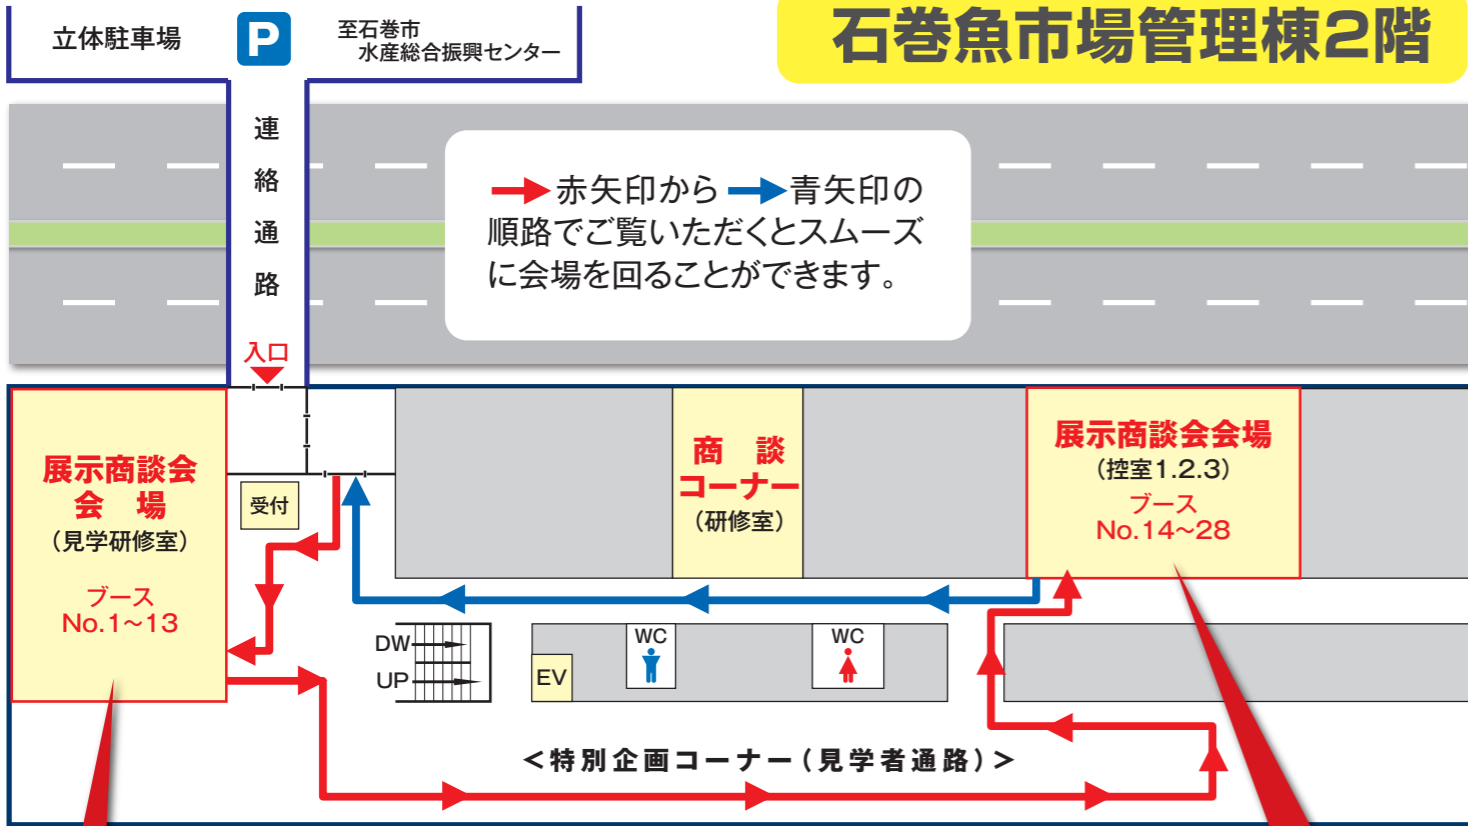 立体駐車場
P
至石巻市
水産総合振興センター
石巻魚市場管理棟2階
連絡通路
赤矢印から 青矢印の
順路でご覧いただくとスムーズ
に会場を回ることができます。
入口
展示商談会
会 場
（見学研修室）
ブース
No.1～13
受付
商 談
コーナー
（研修室）
展示商談会会場
（控室1.2.3）
ブース
No.14～28
DW
UP
EV
WC
WC
＜特別企画コーナー（見学者通路）＞